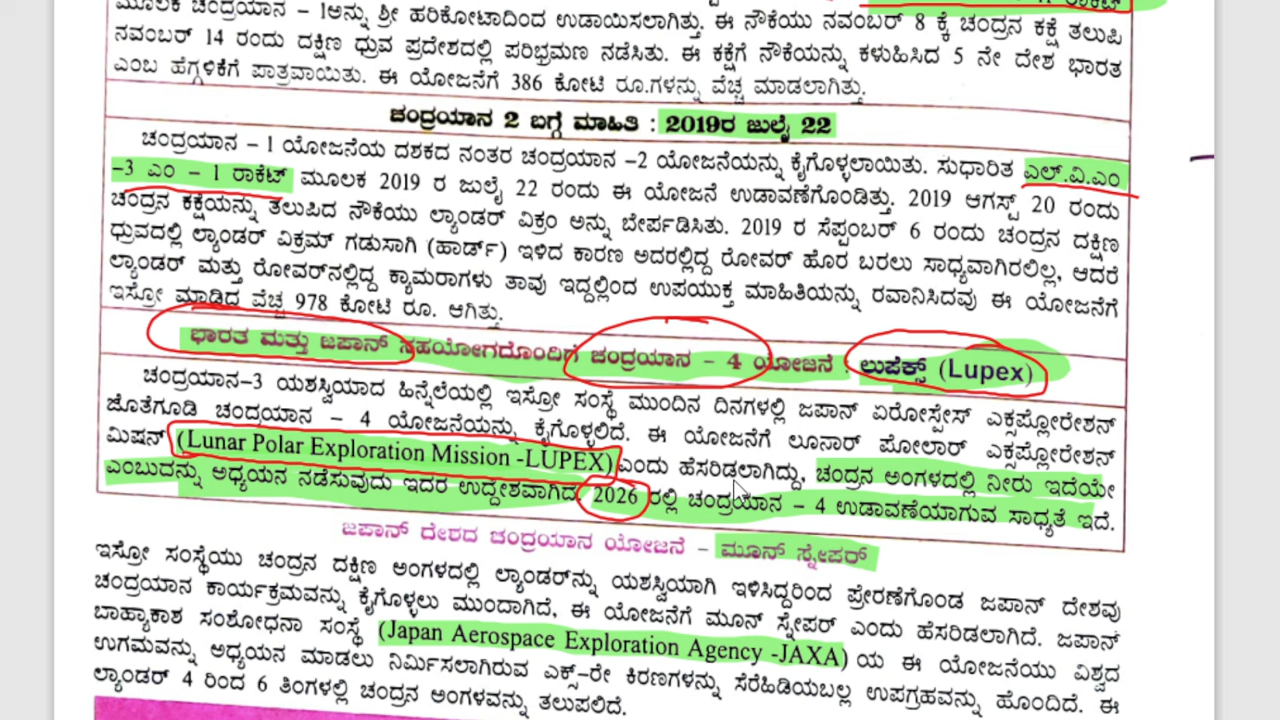 ರಾಕೆಟ್
ಮೂಲಕ ಚಂದ್ರಯಾನ – 1ಅನ್ನು ಶ್ರೀ ಹರಿಕೋಟಾದಿಂದ ಉಡಾಯಿಸಲಾಗಿತ್ತು. ಈ ನೌಕೆಯು ನವಂಬರ್ 8 ಕ್ಕೆ ಚಂದ್ರನ ಕಕ್ಷೆ ತಲುಪಿ
ನವಂಬರ್ 14 ರಂದು ದಕ್ಷಿಣ ಧ್ರುವ ಪ್ರದೇಶದಲ್ಲಿ ಪರಿಭ್ರಮಣ ನಡೆಸಿತು. ಈ ಕಕ್ಷೆಗೆ ನೌಕೆಯನ್ನು ಕಳುಹಿಸಿದ 5 ನೇ ದೇಶ ಭಾರತ
ಎಂಬ ಹೆಗ್ಗಳಿಕೆಗೆ ಪಾತ್ರವಾಯಿತು. ಈ ಯೋಜನೆಗೆ 386 ಕೋಟಿ ರೂ.ಗಳನ್ನು ವೆಚ್ಚ ಮಾಡಲಾಗಿತ್ತು.
ಚಂದ್ರಯಾನ 2 ಬಗ್ಗೆ ಮಾಹಿತಿ : 2019ರ ಜುಲೈ 22
ಚಂದ್ರಯಾನ – 1 ಯೋಜನೆಯ ದಶಕದ ನಂತರ ಚಂದ್ರಯಾನ –2 ಯೋಜನೆಯನ್ನು ಕೈಗೊಳ್ಳಲಾಯಿತು. ಸುಧಾರಿತ ಎಲ್.ವಿ.ಎಂ
–3 ಎಂ – 1 ರಾಕೆಟ್ ಮೂಲಕ 2019 ರ ಜುಲೈ 22 ರಂದು ಈ ಯೋಜನೆ ಉಡಾವಣೆಗೊಂಡಿತ್ತು. 2019 ಆಗಸ್ಟ್ 20 ರಂದು
ಚಂದ್ರನ ಕಕ್ಷೆಯನ್ನು ತಲುಪಿದ ನೌಕೆಯು ಲ್ಯಾಂಡರ್ ವಿಕ್ರಂ ಅನ್ನು ಬೇರ್ಪಡಿಸಿತು. 2019 ರ ಸೆಪ್ಟಂಬರ್ 6 ರಂದು ಚಂದ್ರನ ದಕ್ಷಿಣ
ಧ್ರುವದಲ್ಲಿ ಲ್ಯಾಂಡರ್ ವಿಕ್ರಮ್ ಗಡುಸಾಗಿ (ಹಾರ್ಡ್) ಇಳಿದ ಕಾರಣ ಅದರಲ್ಲಿದ್ದ ರೋವರ್ ಹೊರ ಬರಲು ಸಾಧ್ಯವಾಗಿರಲಿಲ್ಲ, ಆದರೆ
ಲ್ಯಾಂಡರ್ ಮತ್ತು ರೋವರ್‌ನಲ್ಲಿದ್ದ ಕ್ಯಾಮರಾಗಳು ತಾವು ಇದ್ದಲ್ಲಿಂದ ಉಪಯುಕ್ತ ಮಾಹಿತಿಯನ್ನು ರವಾನಿಸಿದವು ಈ ಯೋಜನೆಗೆ
ಇಸ್ರೋ ಮಾಡಿದ ವೆಚ್ಚ 978 ಕೋಟಿ ರೂ. ಆಗಿತ್ತು.
ಭಾರತ ಮತ್ತು ಜಪಾನ್ ಸಹಯೋಗದೊಂದಿಗೆ ಚಂದ್ರಯಾನ – 4 ಯೋಜನೆ : ಲುಪೆಕ್ಸ್ (Lupex)
ಚಂದ್ರಯಾನ–3 ಯಶಸ್ವಿಯಾದ ಹಿನ್ನೆಲೆಯಲ್ಲಿ ಇಸ್ರೋ ಸಂಸ್ಥೆ ಮುಂದಿನ ದಿನಗಳಲ್ಲಿ ಜಪಾನ್ ಏರೋಸ್ಪೇಸ್ ಎಕ್ಸಪ್ಲೋರೇಶನ್
ಜೊತೆಗೂಡಿ ಚಂದ್ರಯಾನ – 4 ಯೋಜನೆಯನ್ನು ಕೈಗೊಳ್ಳಲಿದೆ. ಈ ಯೋಜನೆಗೆ ಲೂನಾರ್ ಪೋಲಾರ್ ಎಕ್ಸಪ್ಲೋರೇಶನ್
ಮಿಷನ್ (Lunar Polar Exploration Mission -LUPEX) ಎಂದು ಹೆಸರಿಡಲಾಗಿದ್ದು, ಚಂದ್ರನ ಅಂಗಳದಲ್ಲಿ ನೀರು ಇದೆಯೇ
ಎಂಬುದನ್ನು ಅಧ್ಯಯನ ನಡೆಸುವುದು ಇದರ ಉದ್ದೇಶವಾಗಿದೆ. 2026 ರಲ್ಲಿ ಚಂದ್ರಯಾನ – 4 ಉಡಾವಣೆಯಾಗುವ ಸಾಧ್ಯತೆ ಇದೆ.
ಜಪಾನ್ ದೇಶದ ಚಂದ್ರಯಾನ ಯೋಜನೆ – ಮೂನ್ ಸ್ನೇಪರ್
ಇಸ್ರೋ ಸಂಸ್ಥೆಯು ಚಂದ್ರನ ದಕ್ಷಿಣ ಅಂಗಳದಲ್ಲಿ ಲ್ಯಾಂಡರ್‌ನ್ನು ಯಶಸ್ವಿಯಾಗಿ ಇಳಿಸಿದ್ದರಿಂದ ಪ್ರೇರಣೆಗೊಂಡ ಜಪಾನ್ ದೇಶವು
ಚಂದ್ರಯಾನ ಕಾರ್ಯಕ್ರಮವನ್ನು ಕೈಗೊಳ್ಳಲು ಮುಂದಾಗಿದೆ, ಈ ಯೋಜನೆಗೆ ಮೂನ್ ಸ್ನೇಪರ್ ಎಂದು ಹೆಸರಿಡಲಾಗಿದೆ. ಜಪಾನ್
ಬಾಹ್ಯಾಕಾಶ ಸಂಶೋಧನಾ ಸಂಸ್ಥೆ (Japan Aerospace Exploration Agency -JAXA) ಯ ಈ ಯೋಜನೆಯು ವಿಶ್ವದ
ಉಗಮವನ್ನು ಅಧ್ಯಯನ ಮಾಡಲು ನಿರ್ಮಿಸಲಾಗಿರುವ ಎಕ್ಸ್–ರೇ ಕಿರಣಗಳನ್ನು ಸೆರೆಹಿಡಿಯಬಲ್ಲ ಉಪಗ್ರಹವನ್ನು ಹೊಂದಿದೆ. ಈ
ಲ್ಯಾಂಡರ್ 4 ರಿಂದ 6 ತಿಂಗಳಲ್ಲಿ ಚಂದ್ರನ ಅಂಗಳವನ್ನು ತಲುಪಲಿದೆ.